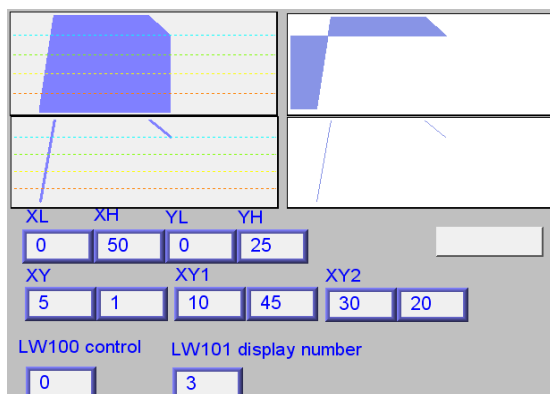 XL XH YL YH
0 50 0 25
XY XY1 XY2
5 1 10 45 30 20
LW100 control LW101 display number
0 3